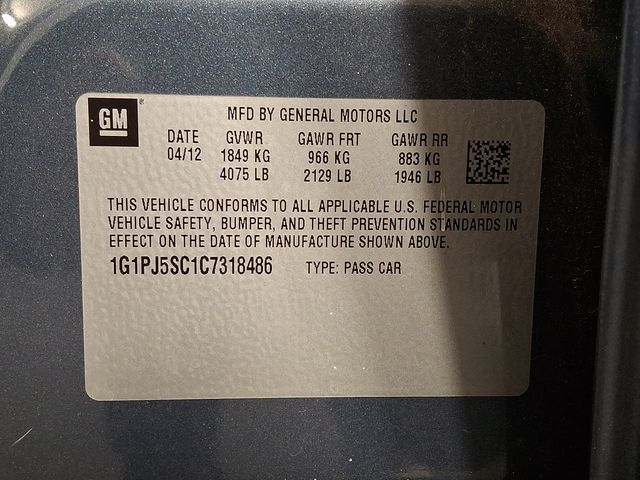 GM
MFD BY GENERAL MOTORS LLC
DATE GVWR GAWR FRT GAWR RR
04/12 1849 KG 966 KG 883 KG
4075 LB 2129 LB 1946 LB
THIS VEHICLE CONFORMS TO ALL APPLICABLE U.S. FEDERAL MOTOR
VEHICLE SAFETY, BUMPER, AND THEFT PREVENTION STANDARDS IN
EFFECT ON THE DATE OF MANUFACTURE SHOWN ABOVE.
1G1PJ5SC1C7318486 TYPE: PASS CAR